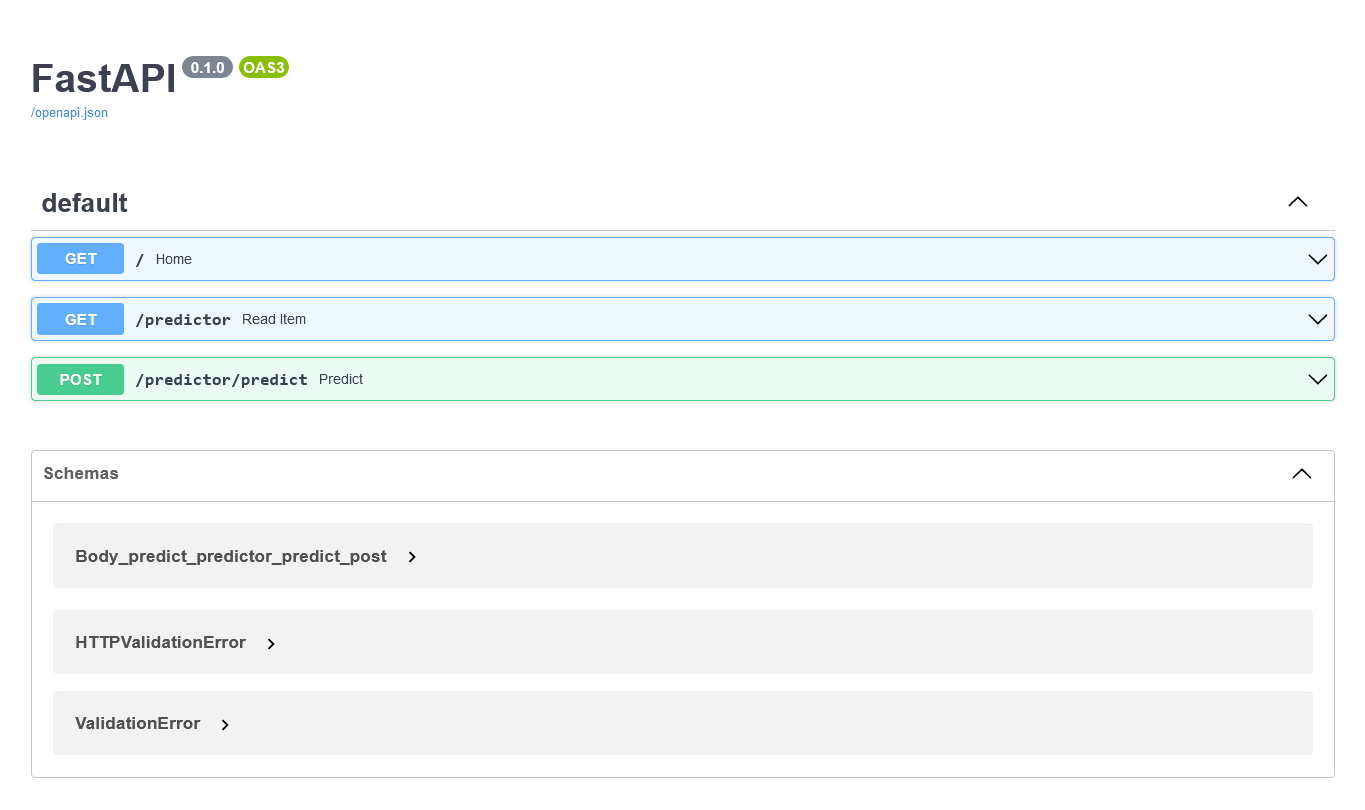 FastAPI 0.1.0 OAS3
/openapi.json
default
GET / Home
GET /predictor Read Item
POST /predictor/predict Predict
Schemas
Body_predict_predictor_predict_post
HTTPValidationError
ValidationError